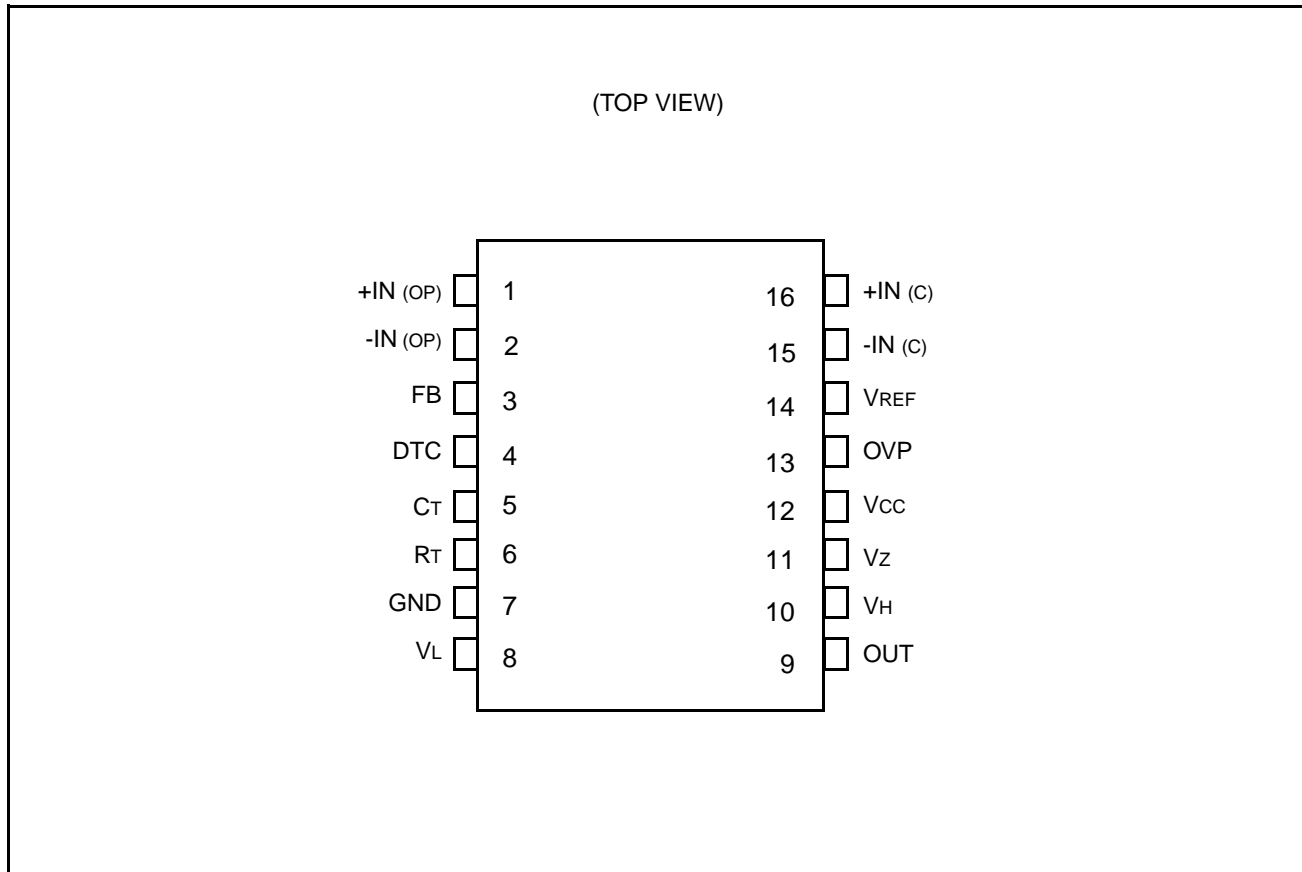 (TOP VIEW)
+IN (OP) 1 16 +IN (C)
-IN (OP) 2 15 -IN (C)
FB 3 14 VREF
DTC 4 13 OVP
CT 5 12 VCC
RT 6 11 VZ
GND 7 10 VH
VL 8 9 OUT